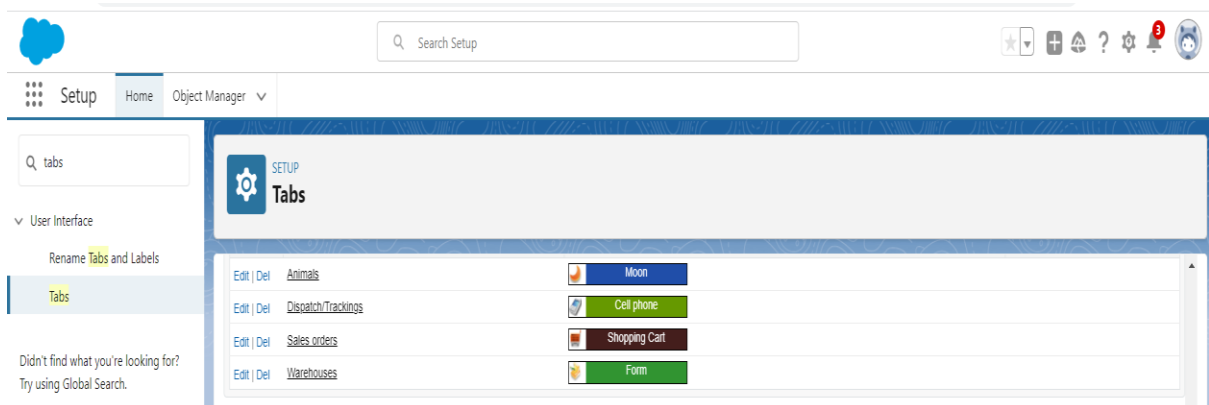 Search Setup
3
Setup Home Object Manager
tabs
User Interface
Rename Tabs and Labels
Tabs
Didn't find what you're looking for?
Try using Global Search.
SETUP
Tabs
Edit | Del Animals Moon
Edit | Del Dispatch/Trackings Cell phone
Edit | Del Sales orders Shopping Cart
Edit | Del Warehouses Form